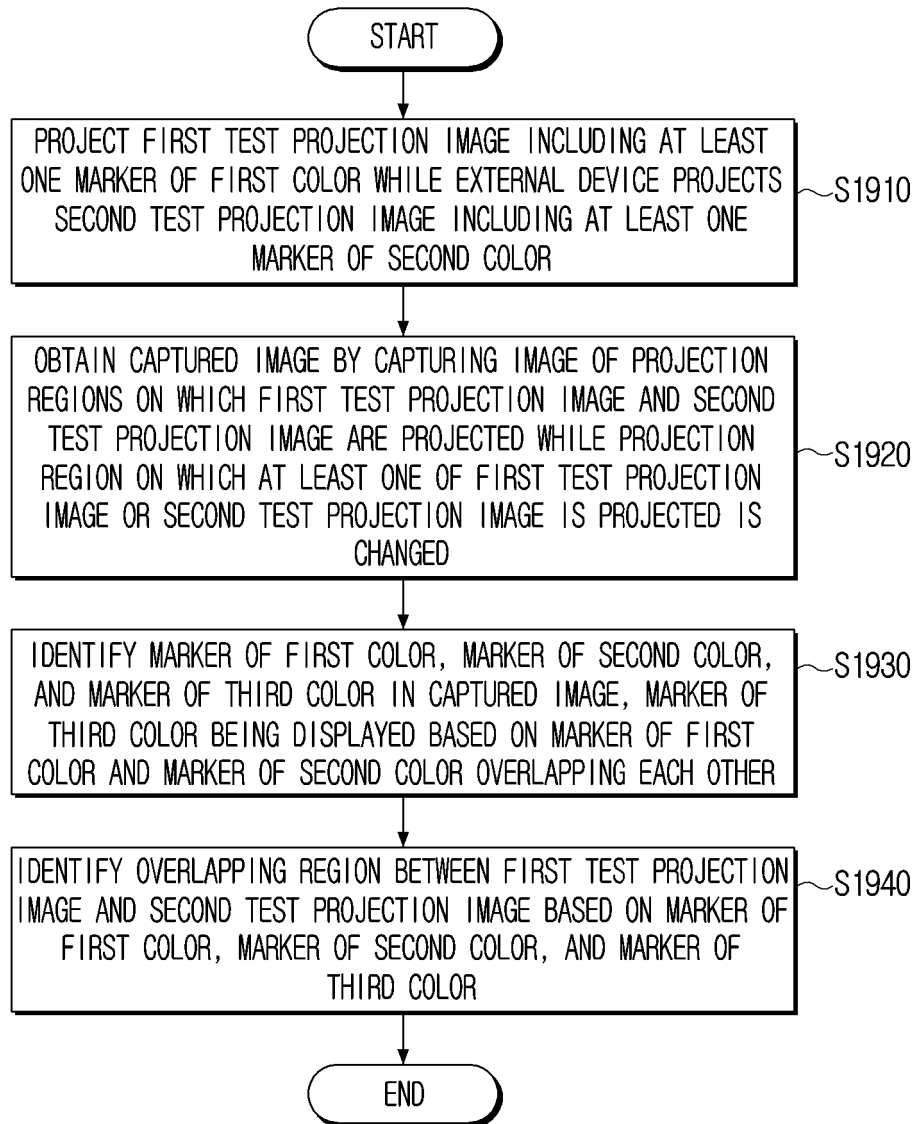 START
PROJECT FIRST TEST PROJECTION IMAGE INCLUDING AT LEAST
ONE MARKER OF FIRST COLOR WHILE EXTERNAL DEVICE PROJECTS
SECOND TEST PROJECTION IMAGE INCLUDING AT LEAST ONE
MARKER OF SECOND COLOR
S1910
OBTAIN CAPTURED IMAGE BY CAPTURING IMAGE OF PROJECTION
REGIONS ON WHICH FIRST TEST PROJECTION IMAGE AND SECOND
TEST PROJECTION IMAGE ARE PROJECTED WHILE PROJECTION
REGION ON WHICH AT LEAST ONE OF FIRST TEST PROJECTION
IMAGE OR SECOND TEST PROJECTION IMAGE IS PROJECTED IS
CHANGED
S1920
IDENTIFY MARKER OF FIRST COLOR, MARKER OF SECOND COLOR,
AND MARKER OF THIRD COLOR IN CAPTURED IMAGE, MARKER OF
THIRD COLOR BEING DISPLAYED BASED ON MARKER OF FIRST
COLOR AND MARKER OF SECOND COLOR OVERLAPPING EACH OTHER
S1930
IDENTIFY OVERLAPPING REGION BETWEEN FIRST TEST PROJECTION
IMAGE AND SECOND TEST PROJECTION IMAGE BASED ON MARKER OF
FIRST COLOR, MARKER OF SECOND COLOR, AND MARKER OF
THIRD COLOR
S1940
END